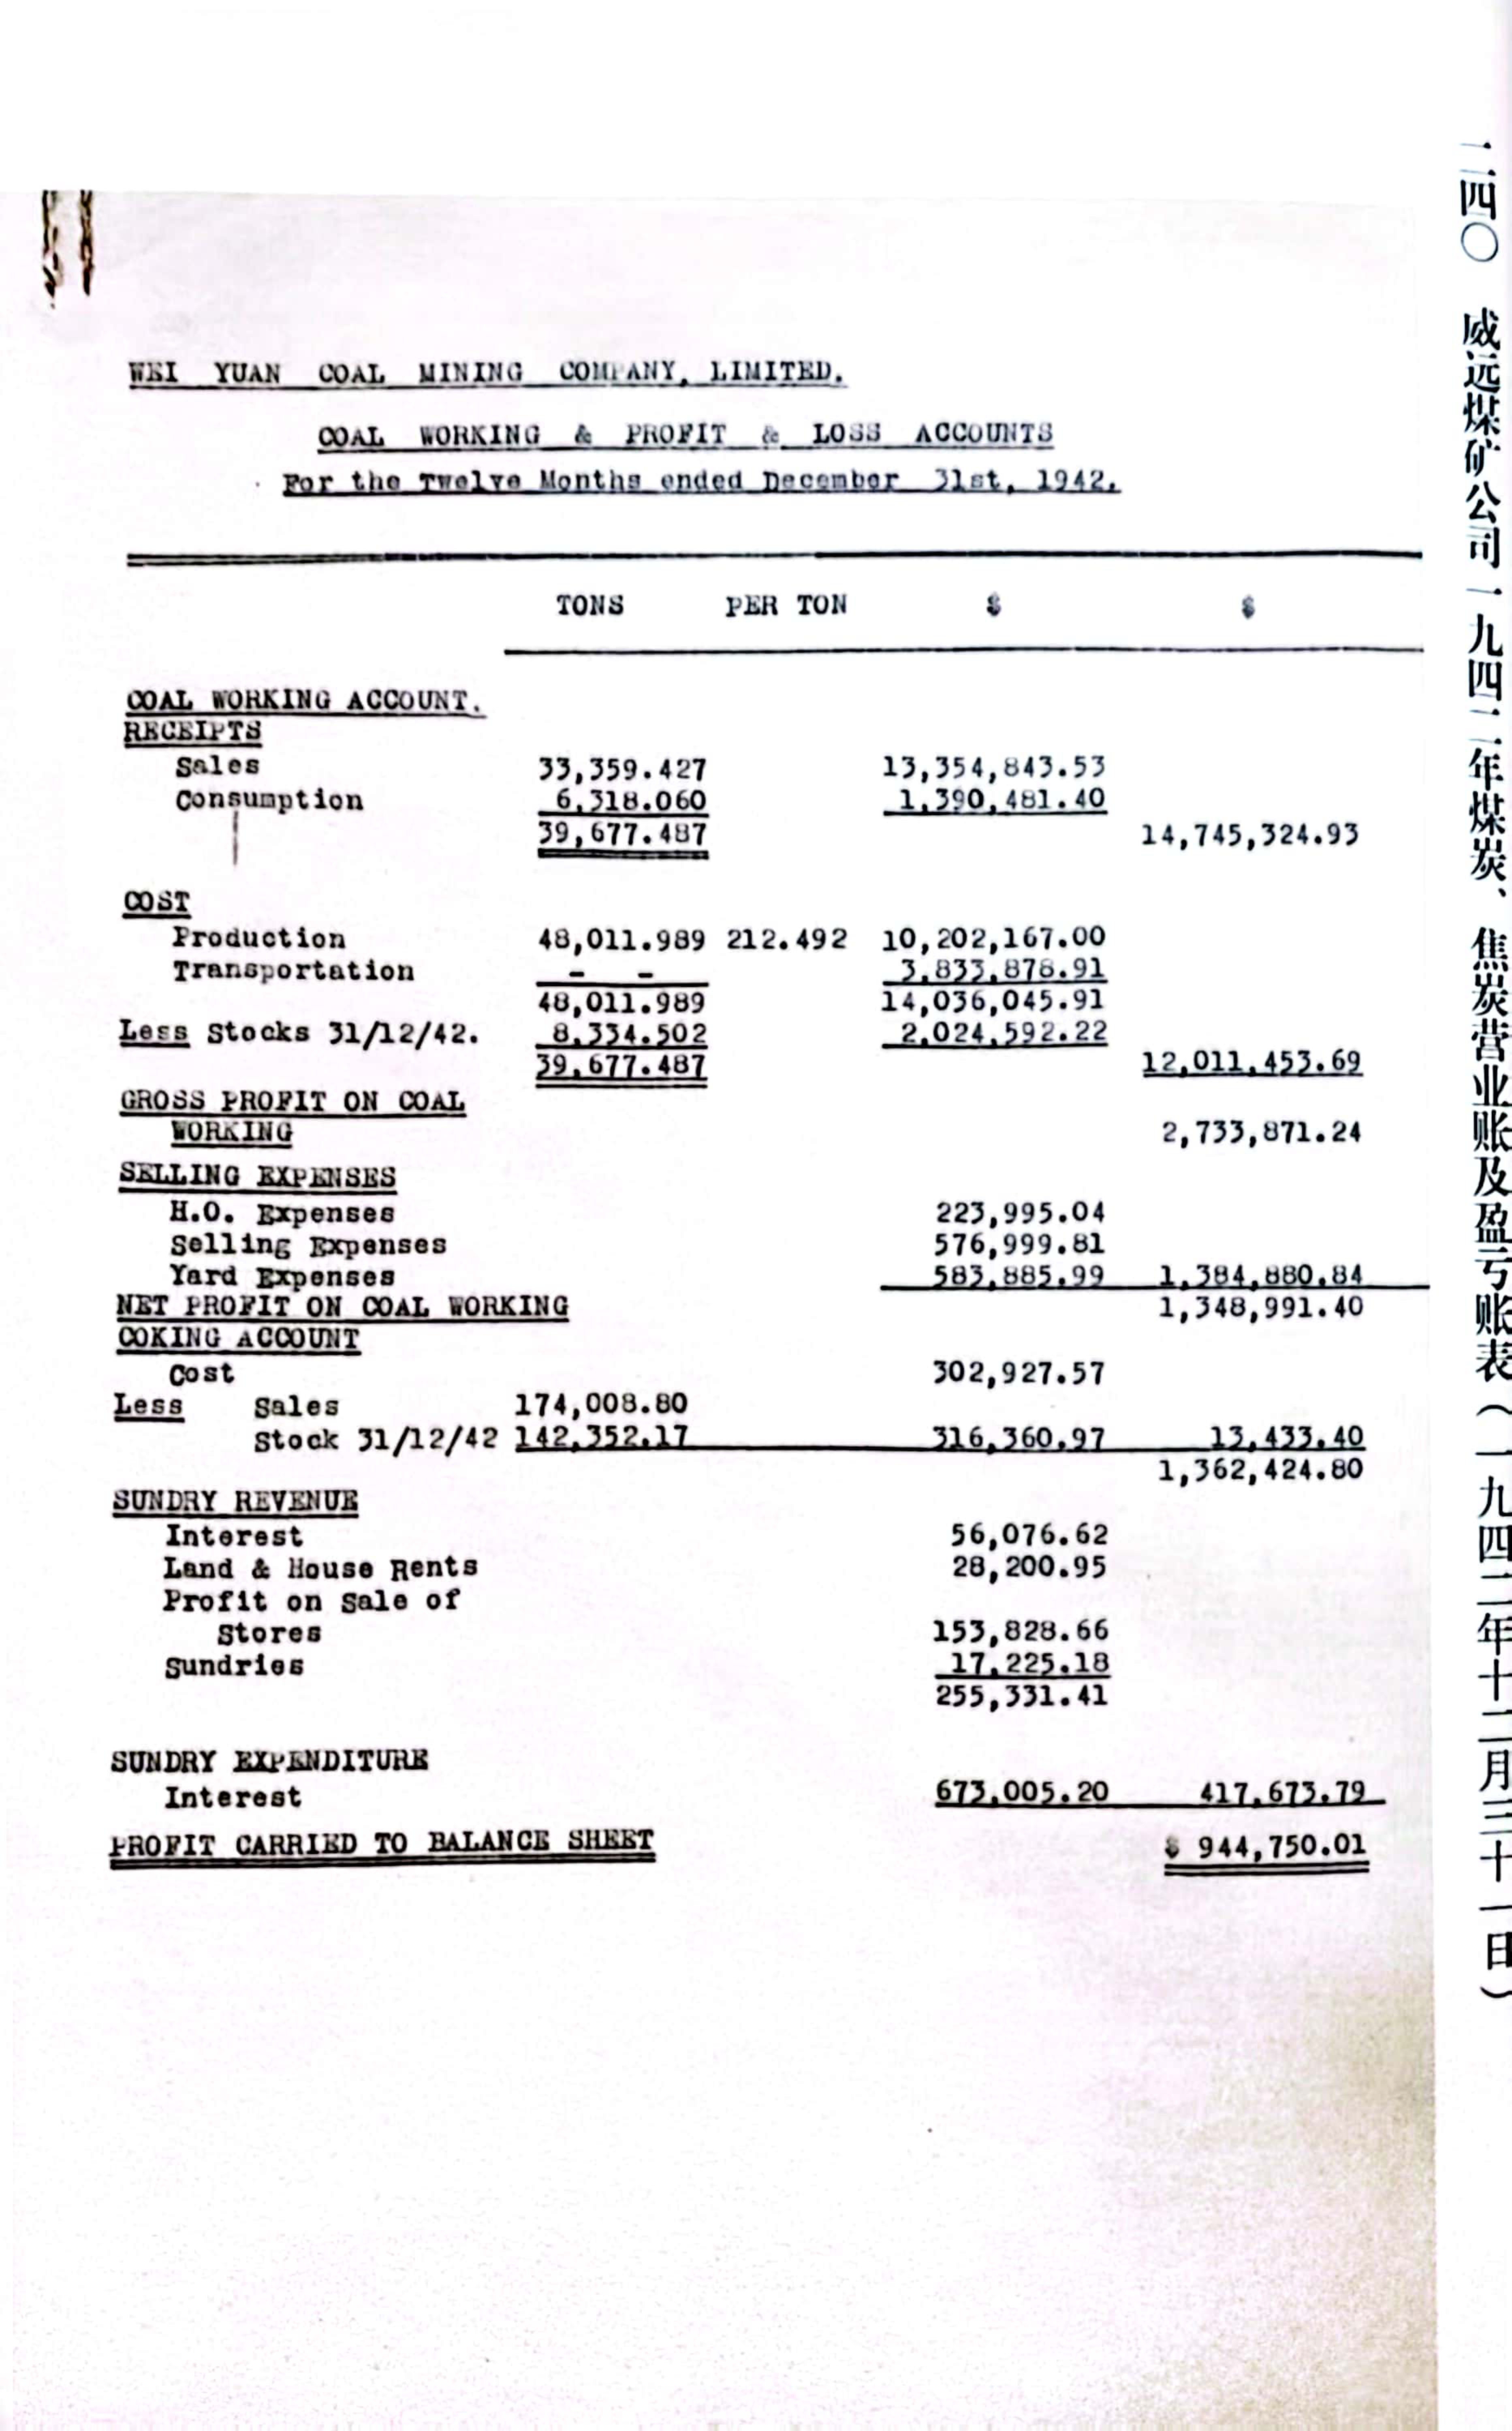 二四〇 威远煤矿公司一九四二年煤炭、焦炭营业账及盈亏账表（一九四二年十二月三十一日）
WEI YUAN COAL MINING COMPANY, LIMITED.
COAL WORKING & PROFIT & LOSS ACCOUNTS
For the Twelve Months ended December 31st, 1942.
TONS PER TON $ $
COAL WORKING ACCOUNT.
RECEIPTS
Sales 33,359.427 13,354,843.53
Consumption 6,318.060 1,390,481.40
39,677.487 14,745,324.93
COST
Production 48,011.989 212.492 10,202,167.00
Transportation - - 3,833,878.91
48,011.989 14,036,045.91
Less Stocks 31/12/42. 8,334.502 2,024,592.22
39,677.487 12,011,453.69
GROSS PROFIT ON COAL
WORKING 2,733,871.24
SELLING EXPENSES
H.O. Expenses 223,995.04
Selling Expenses 576,999.81
Yard Expenses 583,885.99 1,384,880.84
NET PROFIT ON COAL WORKING 1,348,991.40
COKING ACCOUNT
Cost 302,927.57
Less Sales 174,008.80
Stock 31/12/42 142,352.17 316,360.97 13,433.40
1,362,424.80
SUNDRY REVENUE
Interest 56,076.62
Land & House Rents 28,200.95
Profit on Sale of
Stores 153,828.66
Sundries 17,225.18
255,331.41
SUNDRY EXPENDITURE
Interest 673,005.20 417,673.79
PROFIT CARRIED TO BALANCE SHEET $ 944,750.01